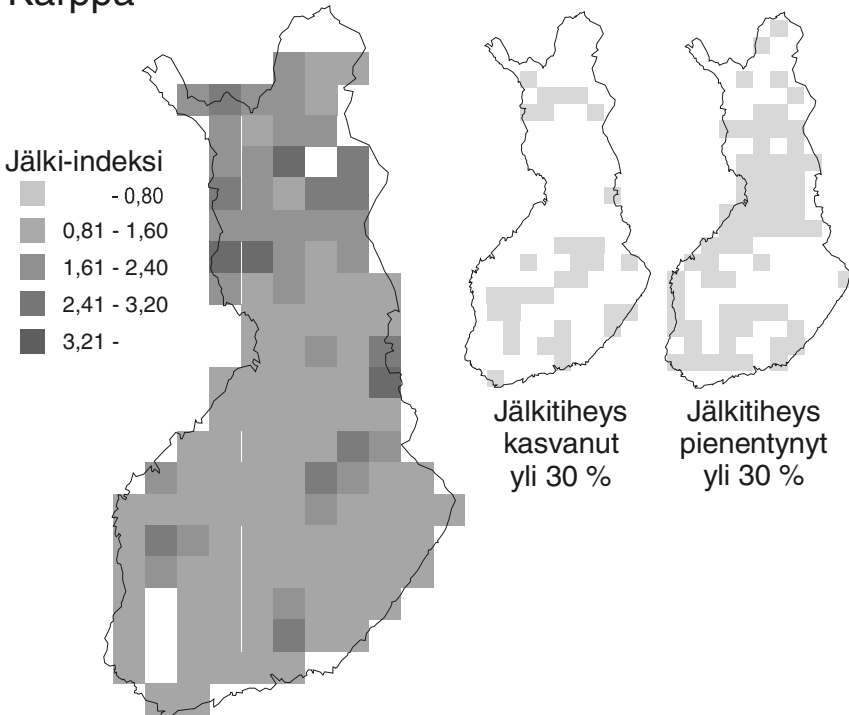 Kärppä
Jälki-indeksi
- 0,80
0,81 - 1,60
1,61 - 2,40
2,41 - 3,20
3,21 -
Jälkitiheys
kasvanut
yli 30 %
Jälkitiheys
pienentynyt
yli 30 %